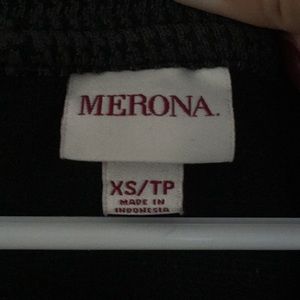 MERONA.
XS/TP
MADE IN
INDONESIA